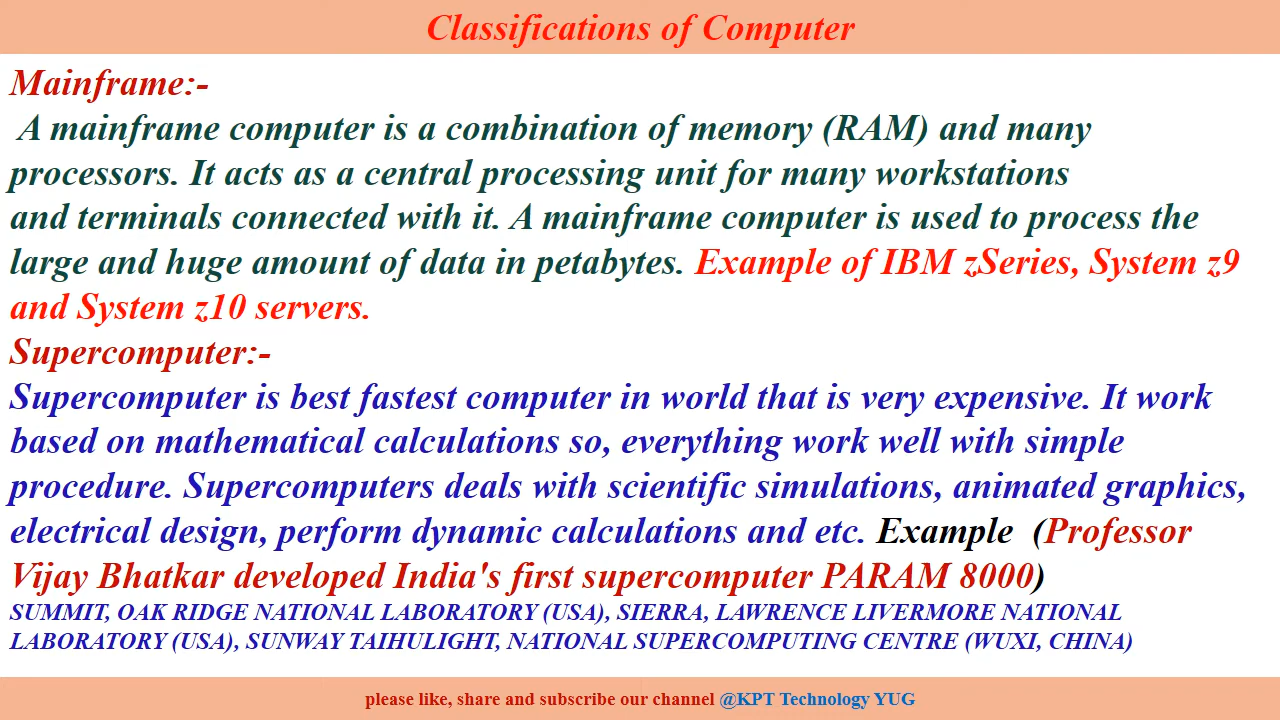 Classifications of Computer
Mainframe:-
A mainframe computer is a combination of memory (RAM) and many
processors. It acts as a central processing unit for many workstations
and terminals connected with it. A mainframe computer is used to process the
large and huge amount of data in petabytes. Example of IBM zSeries, System z9
and System z10 servers.
Supercomputer:-
Supercomputer is best fastest computer in world that is very expensive. It work
based on mathematical calculations so, everything work well with simple
procedure. Supercomputers deals with scientific simulations, animated graphics,
electrical design, perform dynamic calculations and etc. Example (Professor
Vijay Bhatkar developed India's first supercomputer PARAM 8000)
SUMMIT, OAK RIDGE NATIONAL LABORATORY (USA), SIERRA, LAWRENCE LIVERMORE NATIONAL
LABORATORY (USA), SUNWAY TAIHULIGHT, NATIONAL SUPERCOMPUTING CENTRE (WUXI, CHINA)
please like, share and subscribe our channel @KPT Technology YUG